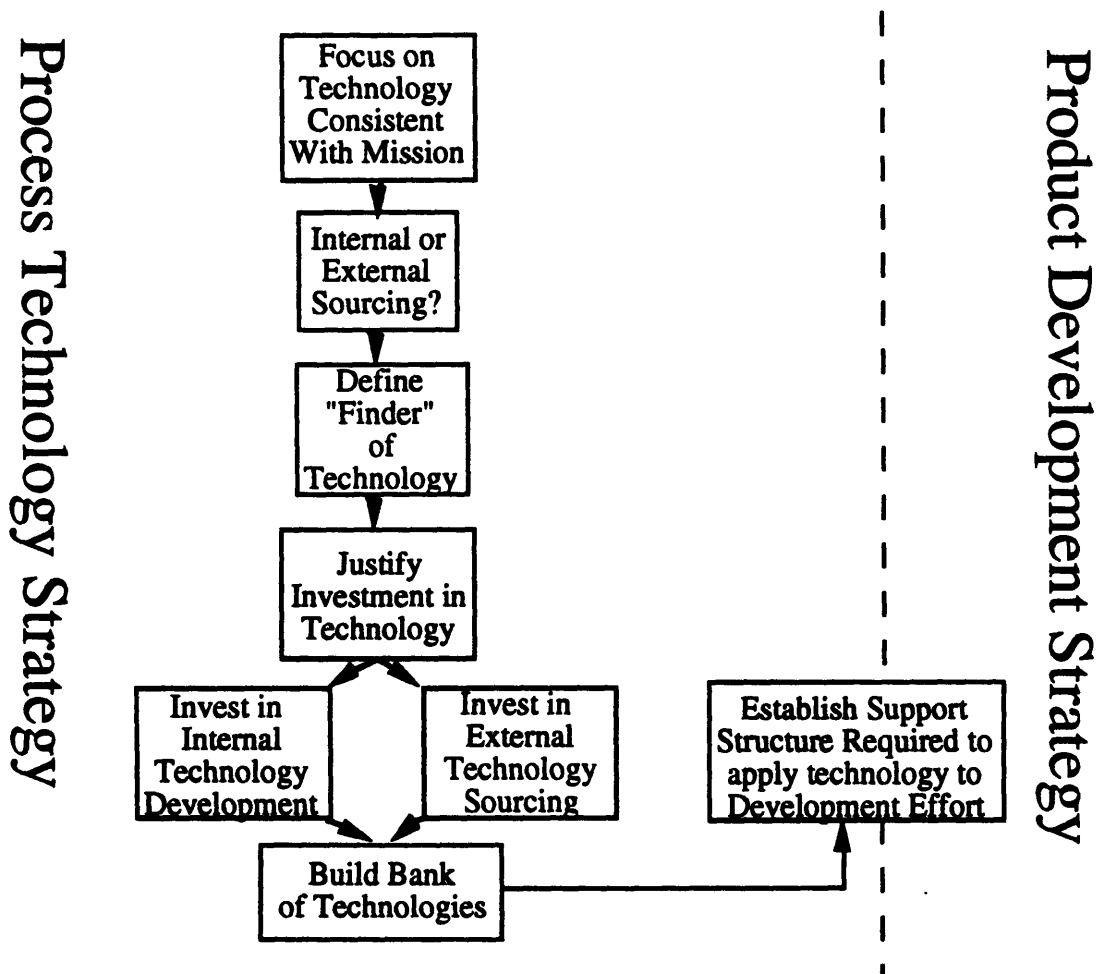 Process Technology Strategy
Focus on
Technology
Consistent
With Mission
Internal or
External
Sourcing?
Define
"Finder"
of
Technology
Justify
Investment in
Technology
Invest in
Internal
Technology
Development
Invest in
External
Technology
Sourcing
Build Bank
of Technologies
Establish Support
Structure Required to
apply technology to
Development Effort
Product Development Strategy